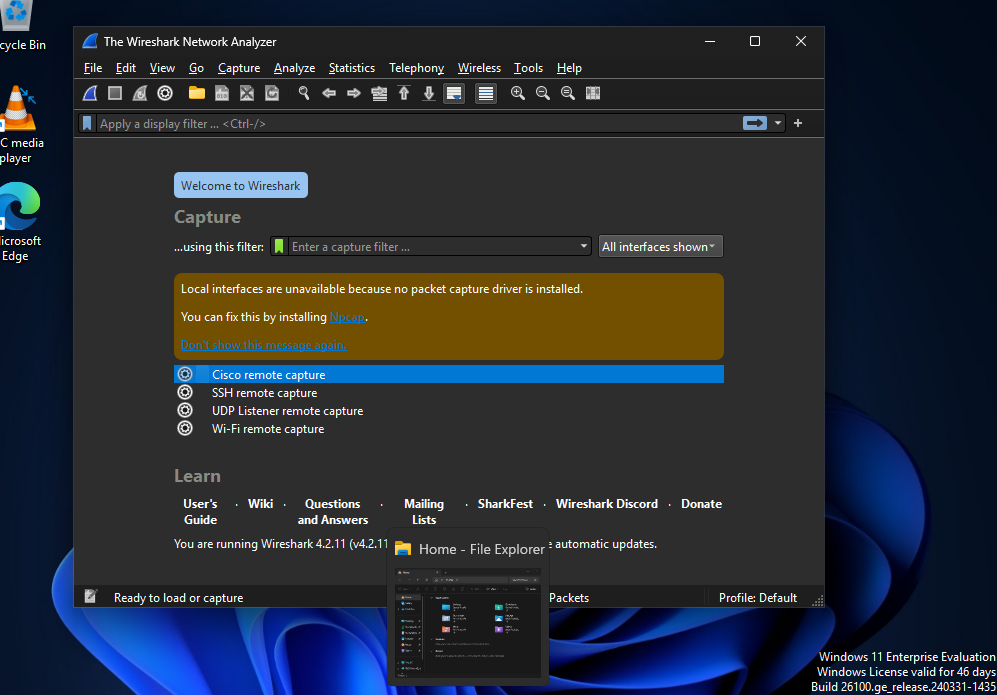 cycle Bin
C media
player
icrosoft
Edge
The Wireshark Network Analyzer
File Edit View Go Capture Analyze Statistics Telephony Wireless Tools Help
Apply a display filter ... <Ctrl-/>
Welcome to Wireshark
Capture
...using this filter: Enter a capture filter ... All interfaces shown
Local interfaces are unavailable because no packet capture driver is installed.
You can fix this by installing Npcap.
Don't show this message again.
Cisco remote capture
SSH remote capture
UDP Listener remote capture
Wi-Fi remote capture
Learn
User's Guide · Wiki · Questions and Answers · Mailing Lists · SharkFest · Wireshark Discord · Donate
You are running Wireshark 4.2.11 (v4.2.11 e automatic updates.
Home - File Explorer
Ready to load or capture Packets Profile: Default
Windows 11 Enterprise Evaluation
Windows License valid for 46 days
Build 26100.ge_release.240331-1435